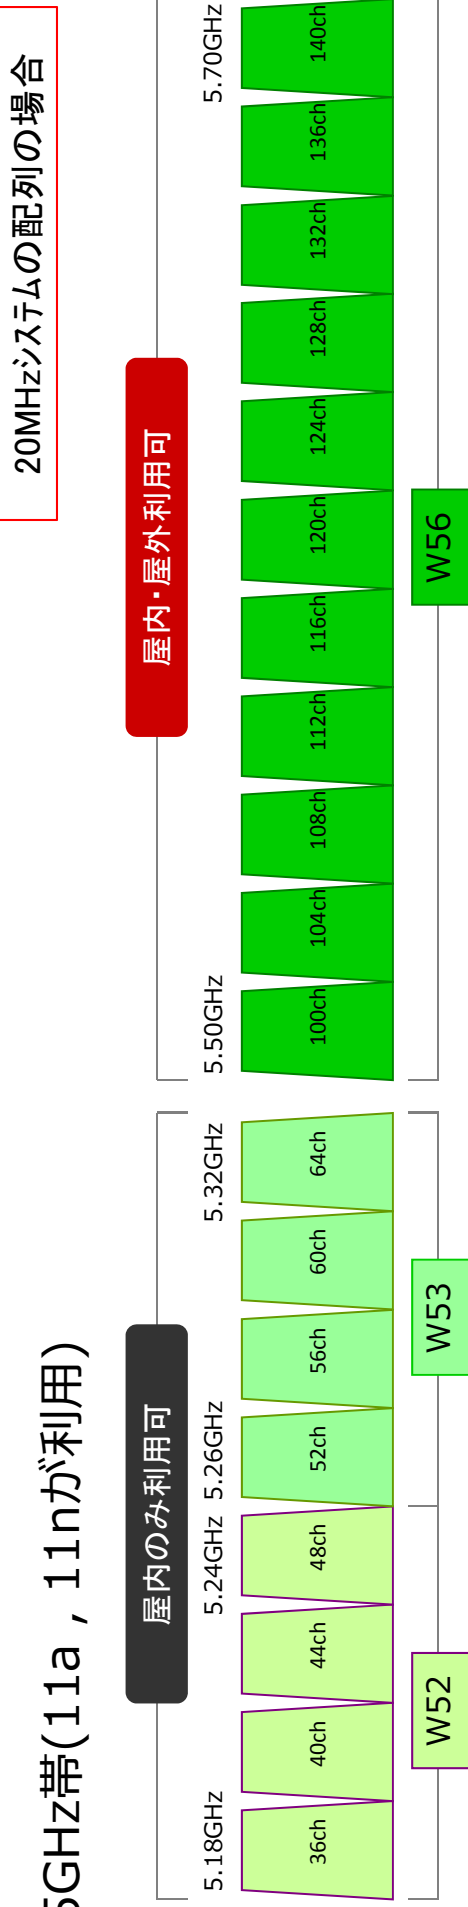 5GHz帯(11a , 11nが利用)
20MHzシステムの配列の場合
屋内のみ利用可
屋内・屋外利用可
5.18GHz
5.24GHz
5.26GHz
5.32GHz
5.50GHz
5.70GHz
36ch
40ch
44ch
48ch
52ch
56ch
60ch
64ch
100ch
104ch
108ch
112ch
116ch
120ch
124ch
128ch
132ch
136ch
140ch
W52
W53
W56